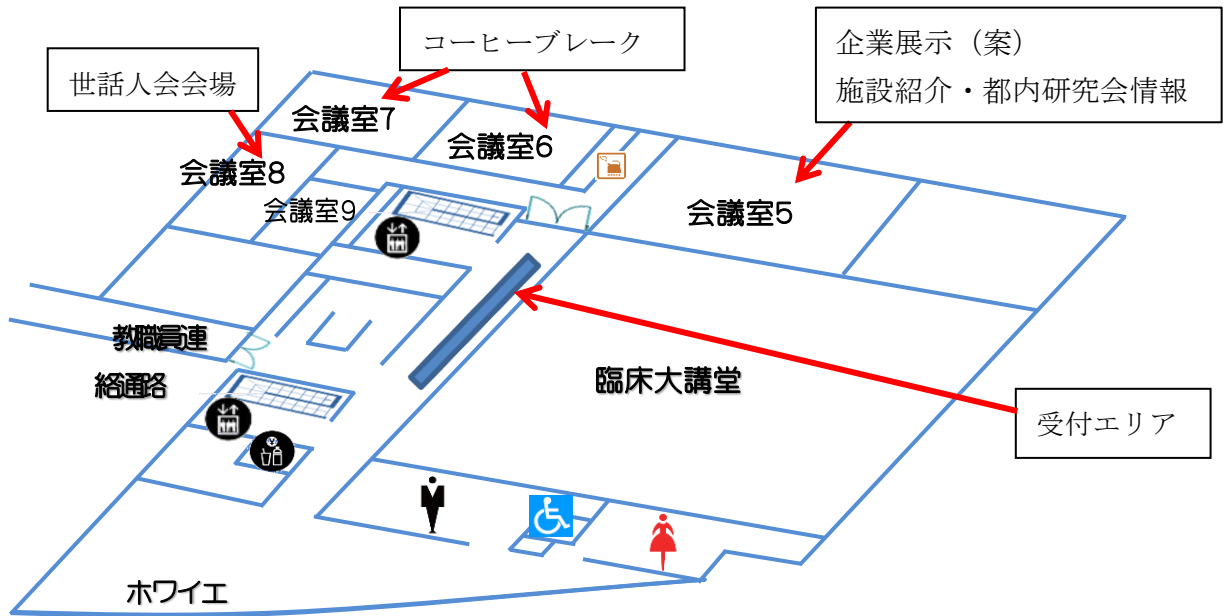 コーヒーブレーク
企業展示（案）
施設紹介・都内研究会情報
世話人会会場
会議室7
会議室6
会議室8
会議室9
会議室5
教職員連
絡通路
臨床大講堂
受付エリア
ホワイエ